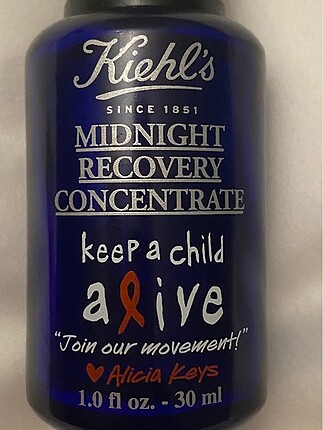 Kiehl's
SINCE 1851
MIDNIGHT
RECOVERY
CONCENTRATE
keep a child
alive
"Join our movement!"
♥ Alicia Keys
1.0 fl oz. - 30 ml